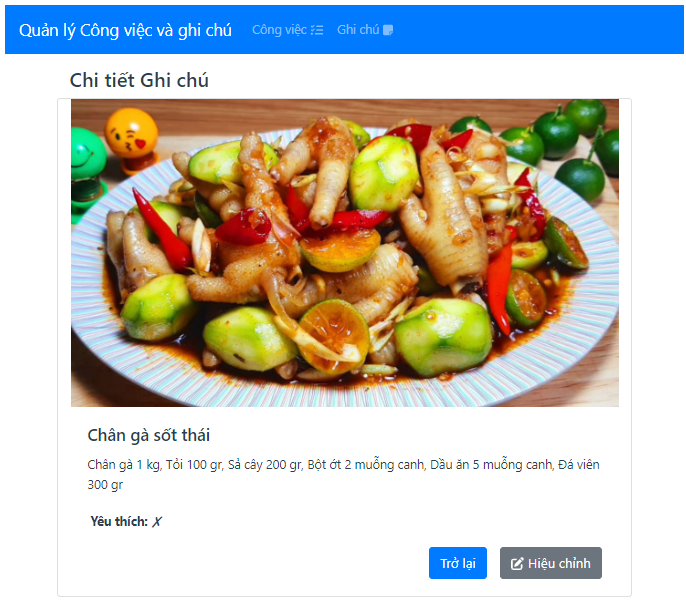 Quản lý Công việc và ghi chú Công việc Ghi chú
Chi tiết Ghi chú
Chân gà sốt thái
Chân gà 1 kg, Tỏi 100 gr, Sả cây 200 gr, Bột ớt 2 muỗng canh, Dầu ăn 5 muỗng canh, Đá viên
300 gr
Yêu thích: ✗
Trở lại Hiệu chỉnh